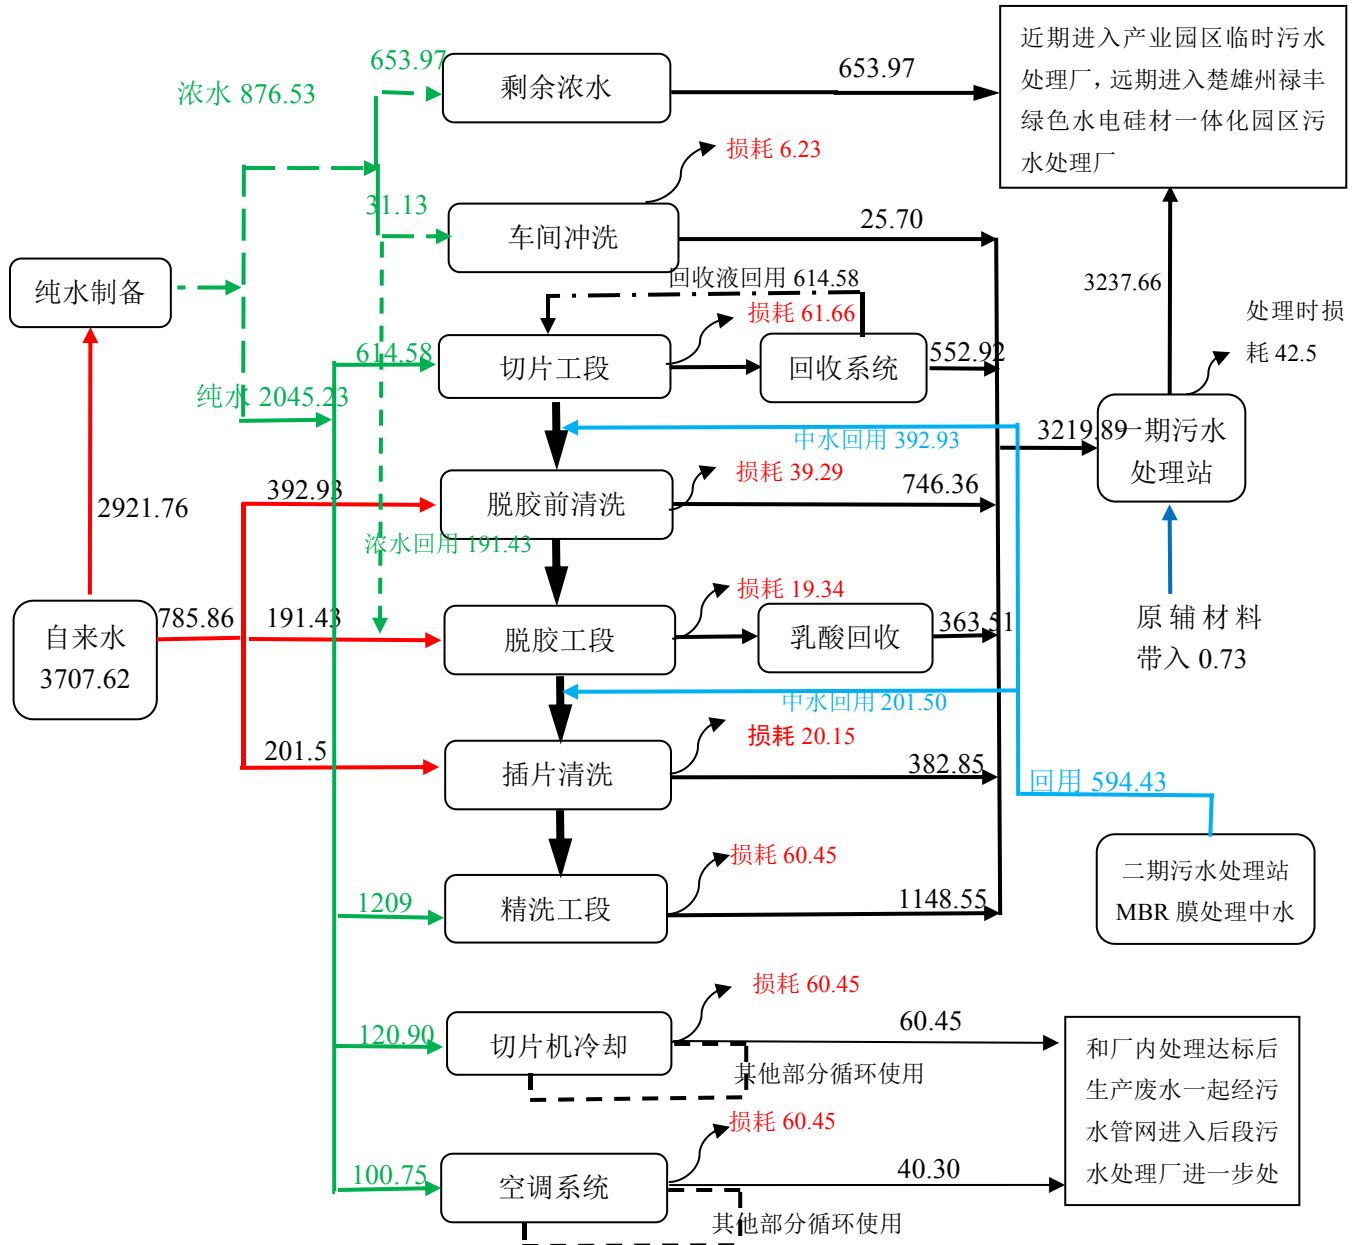 653.97
浓水 876.53
剩余浓水
653.97
近期进入产业园区临时污水
处理厂，远期进入楚雄州禄丰
绿色水电硅材一体化园区污
水处理厂
损耗 6.23
31.13
车间冲洗
25.70
纯水制备
回收液回用 614.58
3237.66
处理时损
耗 42.5
损耗 61.66
614.58
切片工段
回收系统
552.92
纯水 2045.23
中水回用 392.93
3219.89
一期污水
处理站
损耗 39.29
392.93
脱胶前清洗
746.36
2921.76
浓水回用 191.43
损耗 19.34
785.86
191.43
脱胶工段
乳酸回收
363.51
自来水
3707.62
原辅材料
带入 0.73
中水回用 201.50
损耗 20.15
201.5
插片清洗
382.85
回用 594.43
损耗 60.45
1209
精洗工段
1148.55
二期污水处理站
MBR 膜处理中水
损耗 60.45
120.90
切片机冷却
60.45
其他部分循环使用
和厂内处理达标后
生产废水一起经污
水管网进入后段污
水处理厂进一步处
损耗 60.45
100.75
空调系统
40.30
其他部分循环使用